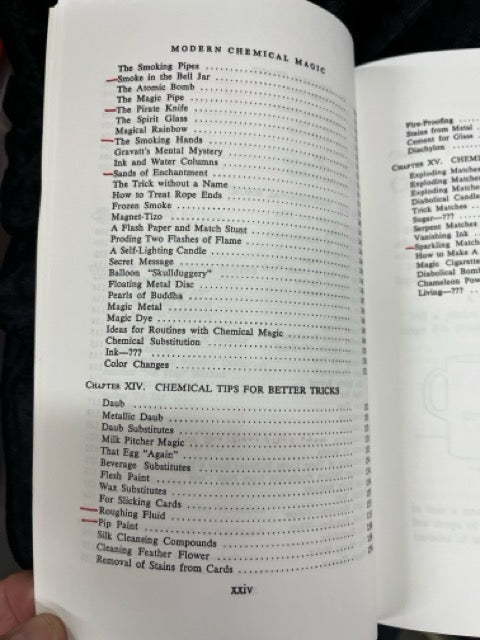 MODERN CHEMICAL MAGIC
The Smoking Pipes
Smoke in the Bell Jar
The Atomic Bomb
The Magic Pipe
The Pirate Knife
The Spirit Glass
Magical Rainbow
The Smoking Hands
Gravatt's Mental Mystery
Ink and Water Columns
Sands of Enchantment
The Trick without a Name
How to Treat Rope Ends
Frozen Smoke
Magnet-Tizo
A Flash Paper and Match Stunt
Proding Two Flashes of Flame
A Self-Lighting Candle
Secret Message
Balloon "Skullduggery"
Floating Metal Disc
Pearls of Buddha
Magic Metal
Magic Dye
Ideas for Routines with Chemical Magic
Chemical Substitution
Ink—???
Color Changes
CHAPTER XIV. CHEMICAL TIPS FOR BETTER TRICKS
Daub
Metallic Daub
Daub Substitutes
Milk Pitcher Magic
That Egg "Again"
Beverage Substitutes
Flesh Paint
Wax Substitutes
For Slicking Cards
Roughing Fluid
Pip Paint
Silk Cleansing Compounds
Cleaning Feather Flower
Removal of Stains from Cards
xxiv
Fire-Proofing
Stains from Metal
Cement for Glass
Diachylon
CHAPTER XV. CHEMI
Exploding Matches
Exploding Matches
Exploding Matches
Diabolical Candle
Trick Matches
Sugar—???
Serpent Matches
Vanishing Ink
Sparkling Match
How to Make A
Magic Cigarette
Diabolical Bomb
Chameleon Pow
Living—???